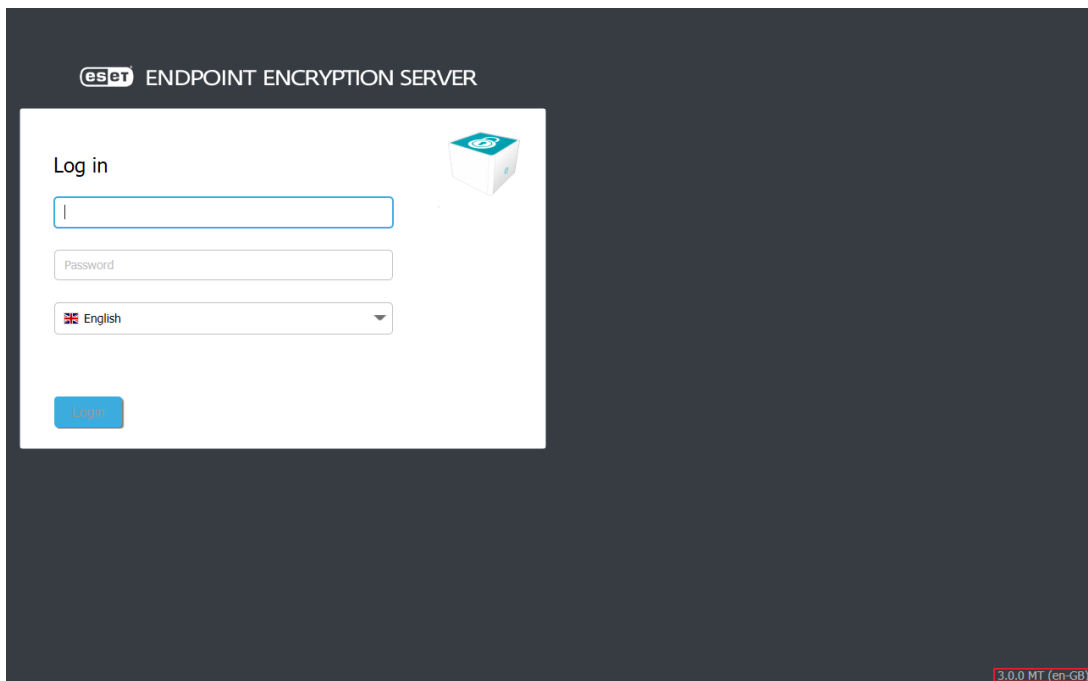 eset ENDPOINT ENCRYPTION SERVER
Log in
Password
English
Login
3.0.0 MT (en-GB)